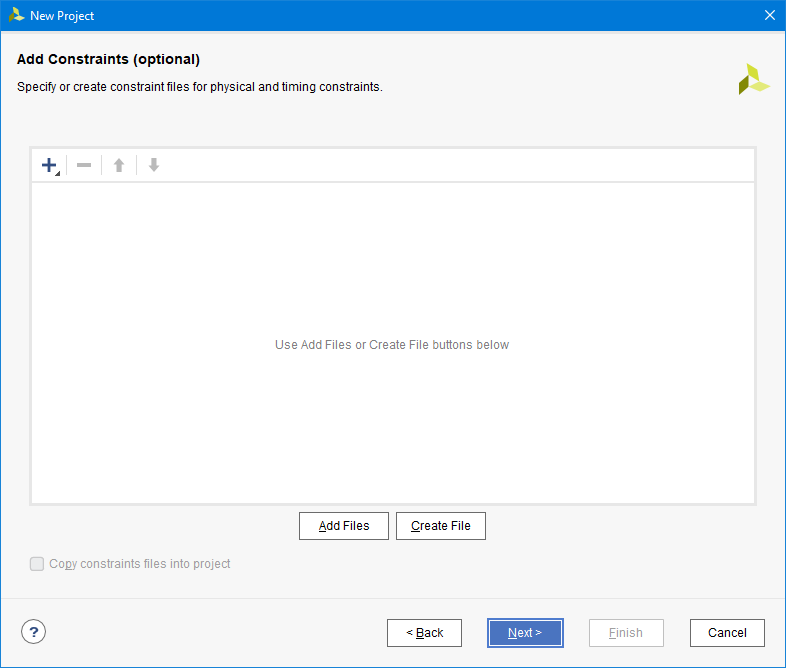 New Project
Add Constraints (optional)
Specify or create constraint files for physical and timing constraints.
Use Add Files or Create File buttons below
Add Files
Create File
Copy constraints files into project
?
< Back
Next >
Finish
Cancel